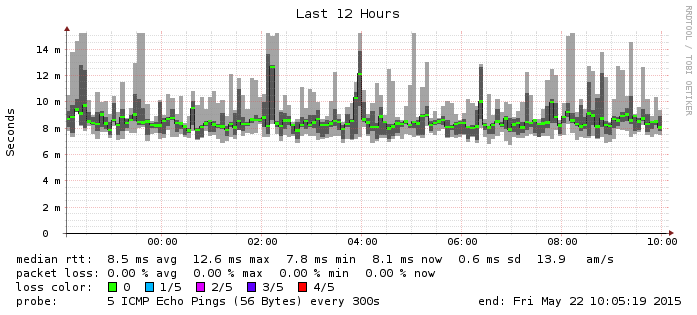 Last 12 Hours
RRDTOOL / TOBI OETIKER
Seconds
14 m
12 m
10 m
8 m
6 m
4 m
2 m
0
00:00 02:00 04:00 06:00 08:00 10:00
median rtt: 8.5 ms avg 12.6 ms max 7.8 ms min 8.1 ms now 0.6 ms sd 13.9 am/s
packet loss: 0.00 % avg 0.00 % max 0.00 % min 0.00 % now
loss color: 0 1/5 2/5 3/5 4/5
probe: 5 ICMP Echo Pings (56 Bytes) every 300s end: Fri May 22 10:05:19 2015